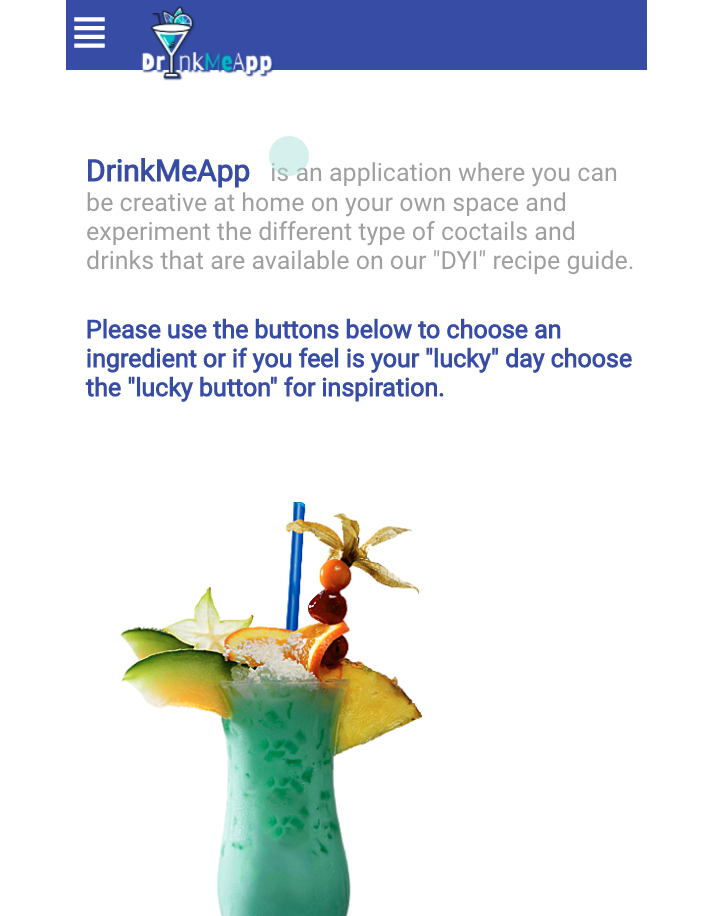 DrinkMeApp
DrinkMeApp is an application where you can
be creative at home on your own space and
experiment the different type of coctails and
drinks that are available on our "DYI" recipe guide.
Please use the buttons below to choose an
ingredient or if you feel is your "lucky" day choose
the "lucky button" for inspiration.